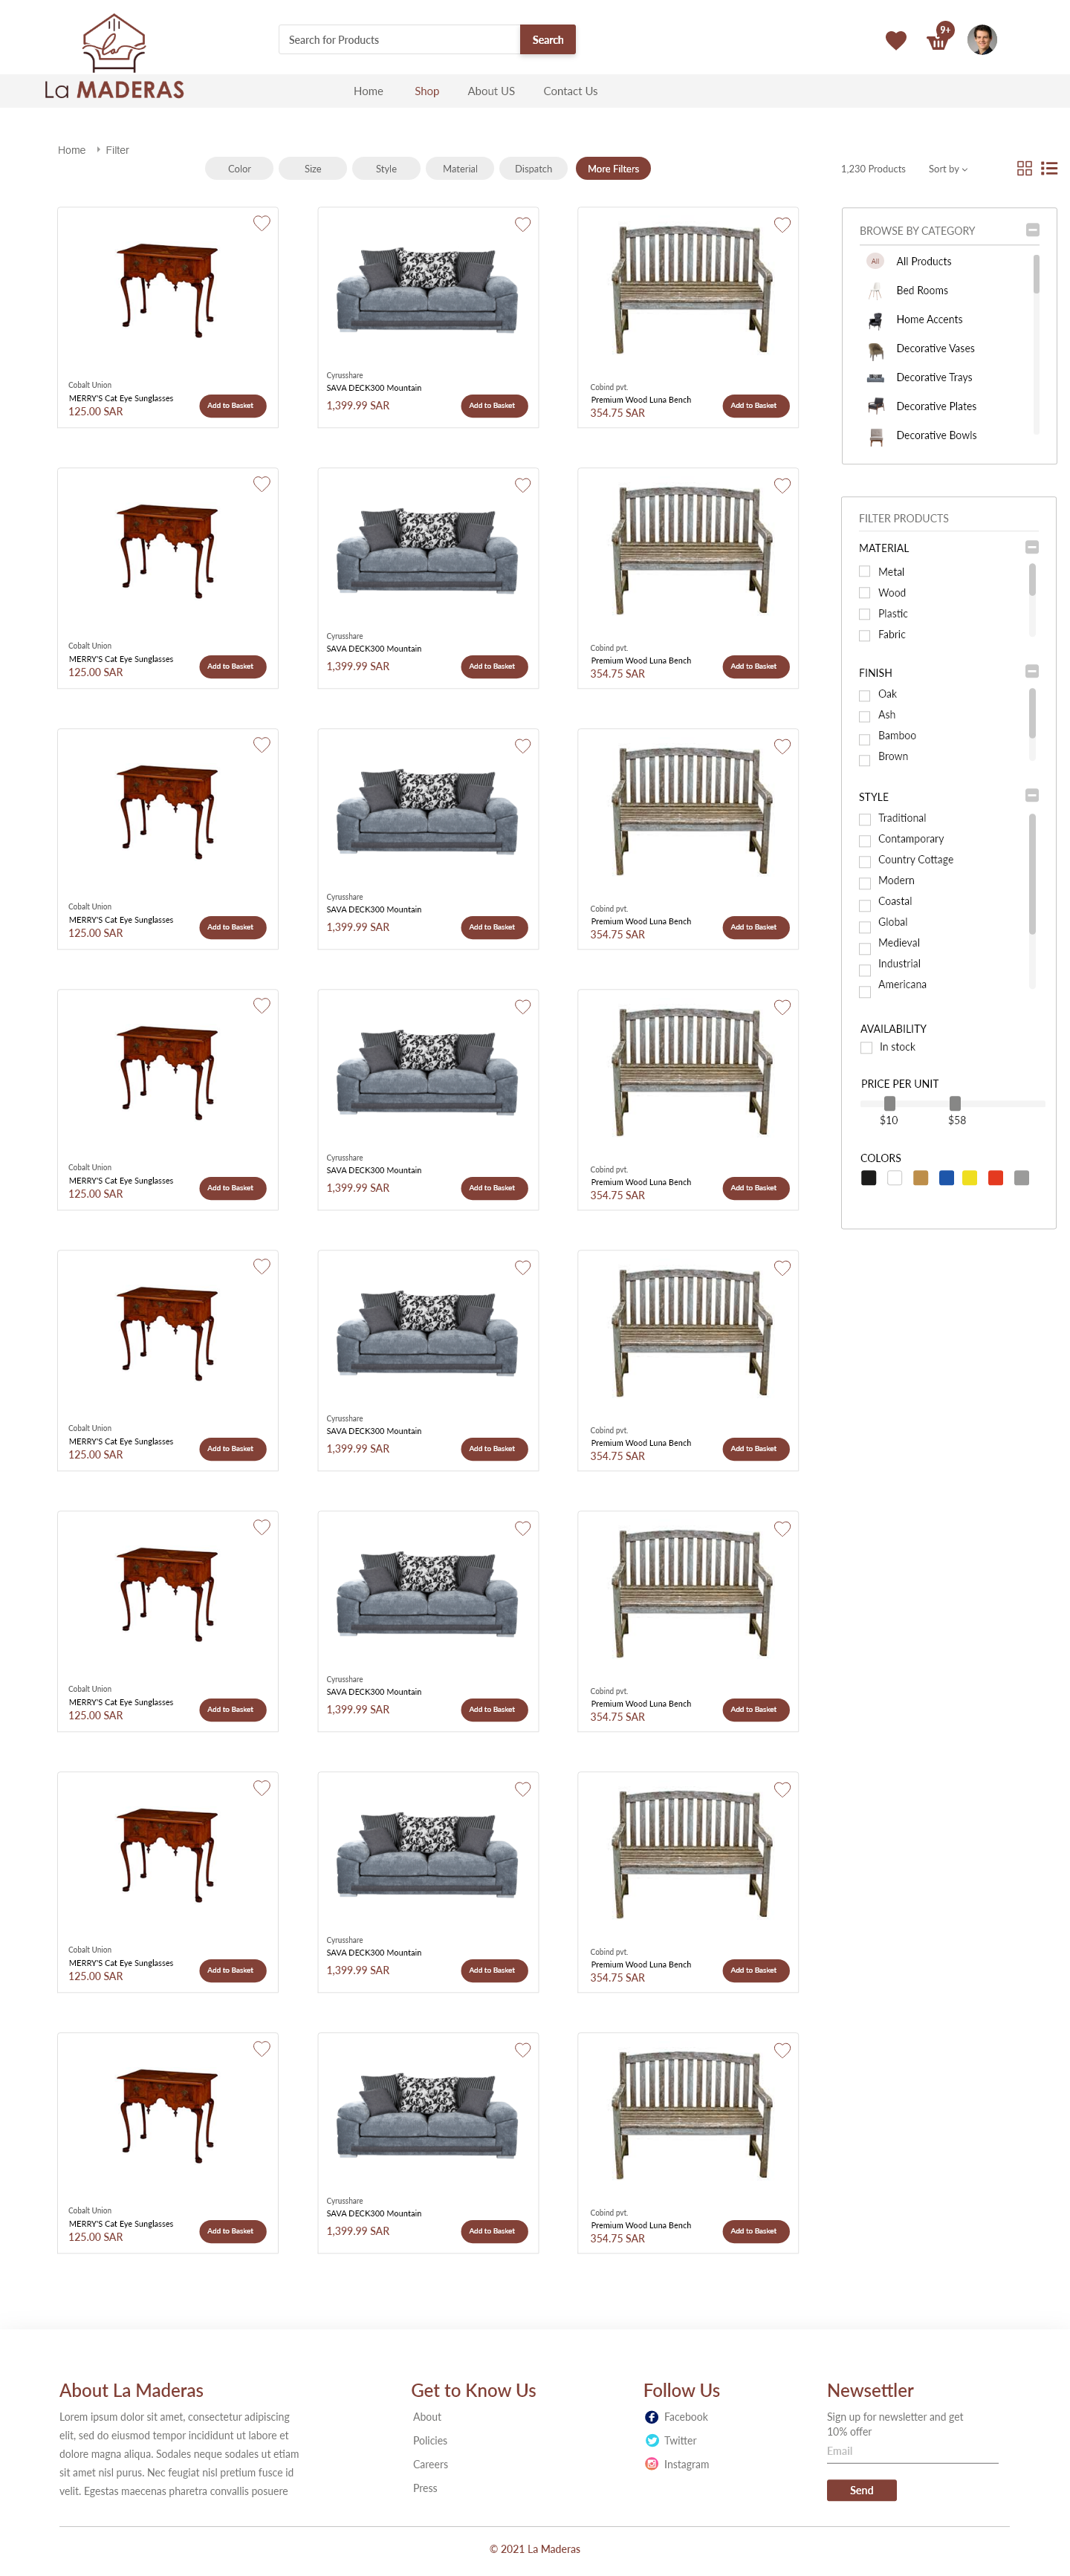 La MADERAS
Search for Products
Search
9+
Home Shop About US Contact Us
Home Filter
Color Size Style Material Dispatch More Filters
1,230 Products Sort by
Cobalt Union
MERRY'S Cat Eye Sunglasses
125.00 SAR
Add to Basket
Cyrusshare
SAVA DECK300 Mountain
1,399.99 SAR
Add to Basket
Cobind pvt.
Premium Wood Luna Bench
354.75 SAR
Add to Basket
Cobalt Union
MERRY'S Cat Eye Sunglasses
125.00 SAR
Add to Basket
Cyrusshare
SAVA DECK300 Mountain
1,399.99 SAR
Add to Basket
Cobind pvt.
Premium Wood Luna Bench
354.75 SAR
Add to Basket
Cobalt Union
MERRY'S Cat Eye Sunglasses
125.00 SAR
Add to Basket
Cyrusshare
SAVA DECK300 Mountain
1,399.99 SAR
Add to Basket
Cobind pvt.
Premium Wood Luna Bench
354.75 SAR
Add to Basket
Cobalt Union
MERRY'S Cat Eye Sunglasses
125.00 SAR
Add to Basket
Cyrusshare
SAVA DECK300 Mountain
1,399.99 SAR
Add to Basket
Cobind pvt.
Premium Wood Luna Bench
354.75 SAR
Add to Basket
Cobalt Union
MERRY'S Cat Eye Sunglasses
125.00 SAR
Add to Basket
Cyrusshare
SAVA DECK300 Mountain
1,399.99 SAR
Add to Basket
Cobind pvt.
Premium Wood Luna Bench
354.75 SAR
Add to Basket
Cobalt Union
MERRY'S Cat Eye Sunglasses
125.00 SAR
Add to Basket
Cyrusshare
SAVA DECK300 Mountain
1,399.99 SAR
Add to Basket
Cobind pvt.
Premium Wood Luna Bench
354.75 SAR
Add to Basket
Cobalt Union
MERRY'S Cat Eye Sunglasses
125.00 SAR
Add to Basket
Cyrusshare
SAVA DECK300 Mountain
1,399.99 SAR
Add to Basket
Cobind pvt.
Premium Wood Luna Bench
354.75 SAR
Add to Basket
Cobalt Union
MERRY'S Cat Eye Sunglasses
125.00 SAR
Add to Basket
Cyrusshare
SAVA DECK300 Mountain
1,399.99 SAR
Add to Basket
Cobind pvt.
Premium Wood Luna Bench
354.75 SAR
Add to Basket
BROWSE BY CATEGORY
All All Products
Bed Rooms
Home Accents
Decorative Vases
Decorative Trays
Decorative Plates
Decorative Bowls
FILTER PRODUCTS
MATERIAL
Metal
Wood
Plastic
Fabric
FINISH
Oak
Ash
Bamboo
Brown
STYLE
Traditional
Contamporary
Country Cottage
Modern
Coastal
Global
Medieval
Industrial
Americana
AVAILABILITY
In stock
PRICE PER UNIT
$10 $58
COLORS
About La Maderas
Lorem ipsum dolor sit amet, consectetur adipiscing
elit, sed do eiusmod tempor incididunt ut labore et
dolore magna aliqua. Sodales neque sodales ut etiam
sit amet nisl purus. Nec feugiat nisl pretium fusce id
velit. Egestas maecenas pharetra convallis posuere
Get to Know Us
About
Policies
Careers
Press
Follow Us
Facebook
Twitter
Instagram
Newsettler
Sign up for newsletter and get
10% offer
Email
Send
© 2021 La Maderas